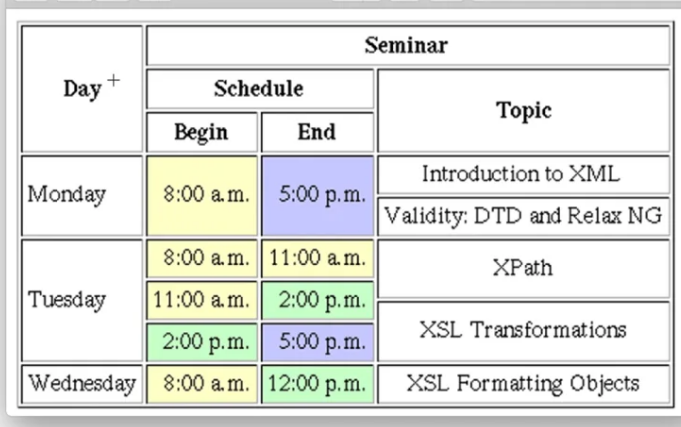 Seminar
Day +
Schedule
Topic
Begin End
Monday 8:00 a.m. 5:00 p.m. Introduction to XML
Validity: DTD and Relax NG
Tuesday 8:00 a.m. 11:00 a.m. XPath
11:00 a.m. 2:00 p.m.
XSL Transformations
2:00 p.m. 5:00 p.m.
Wednesday 8:00 a.m. 12:00 p.m. XSL Formatting Objects